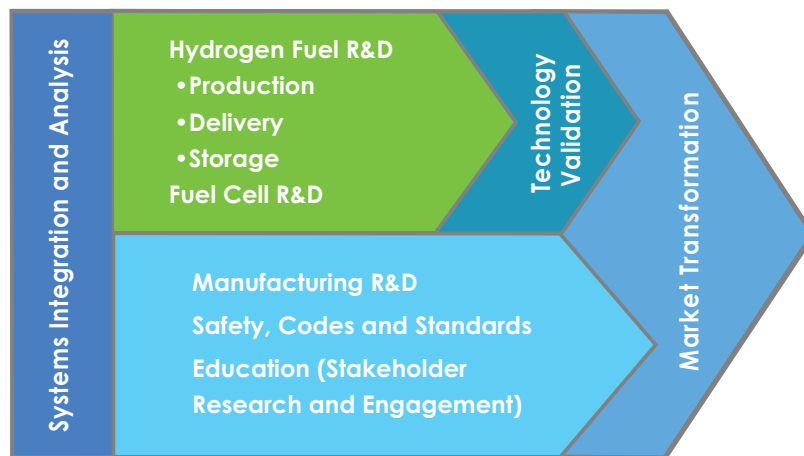 Systems Integration and Analysis
Hydrogen Fuel R&D
•Production
•Delivery
•Storage
Fuel Cell R&D
Technology
Validation
Manufacturing R&D
Safety, Codes and Standards
Education (Stakeholder
Research and Engagement)
Market Transformation